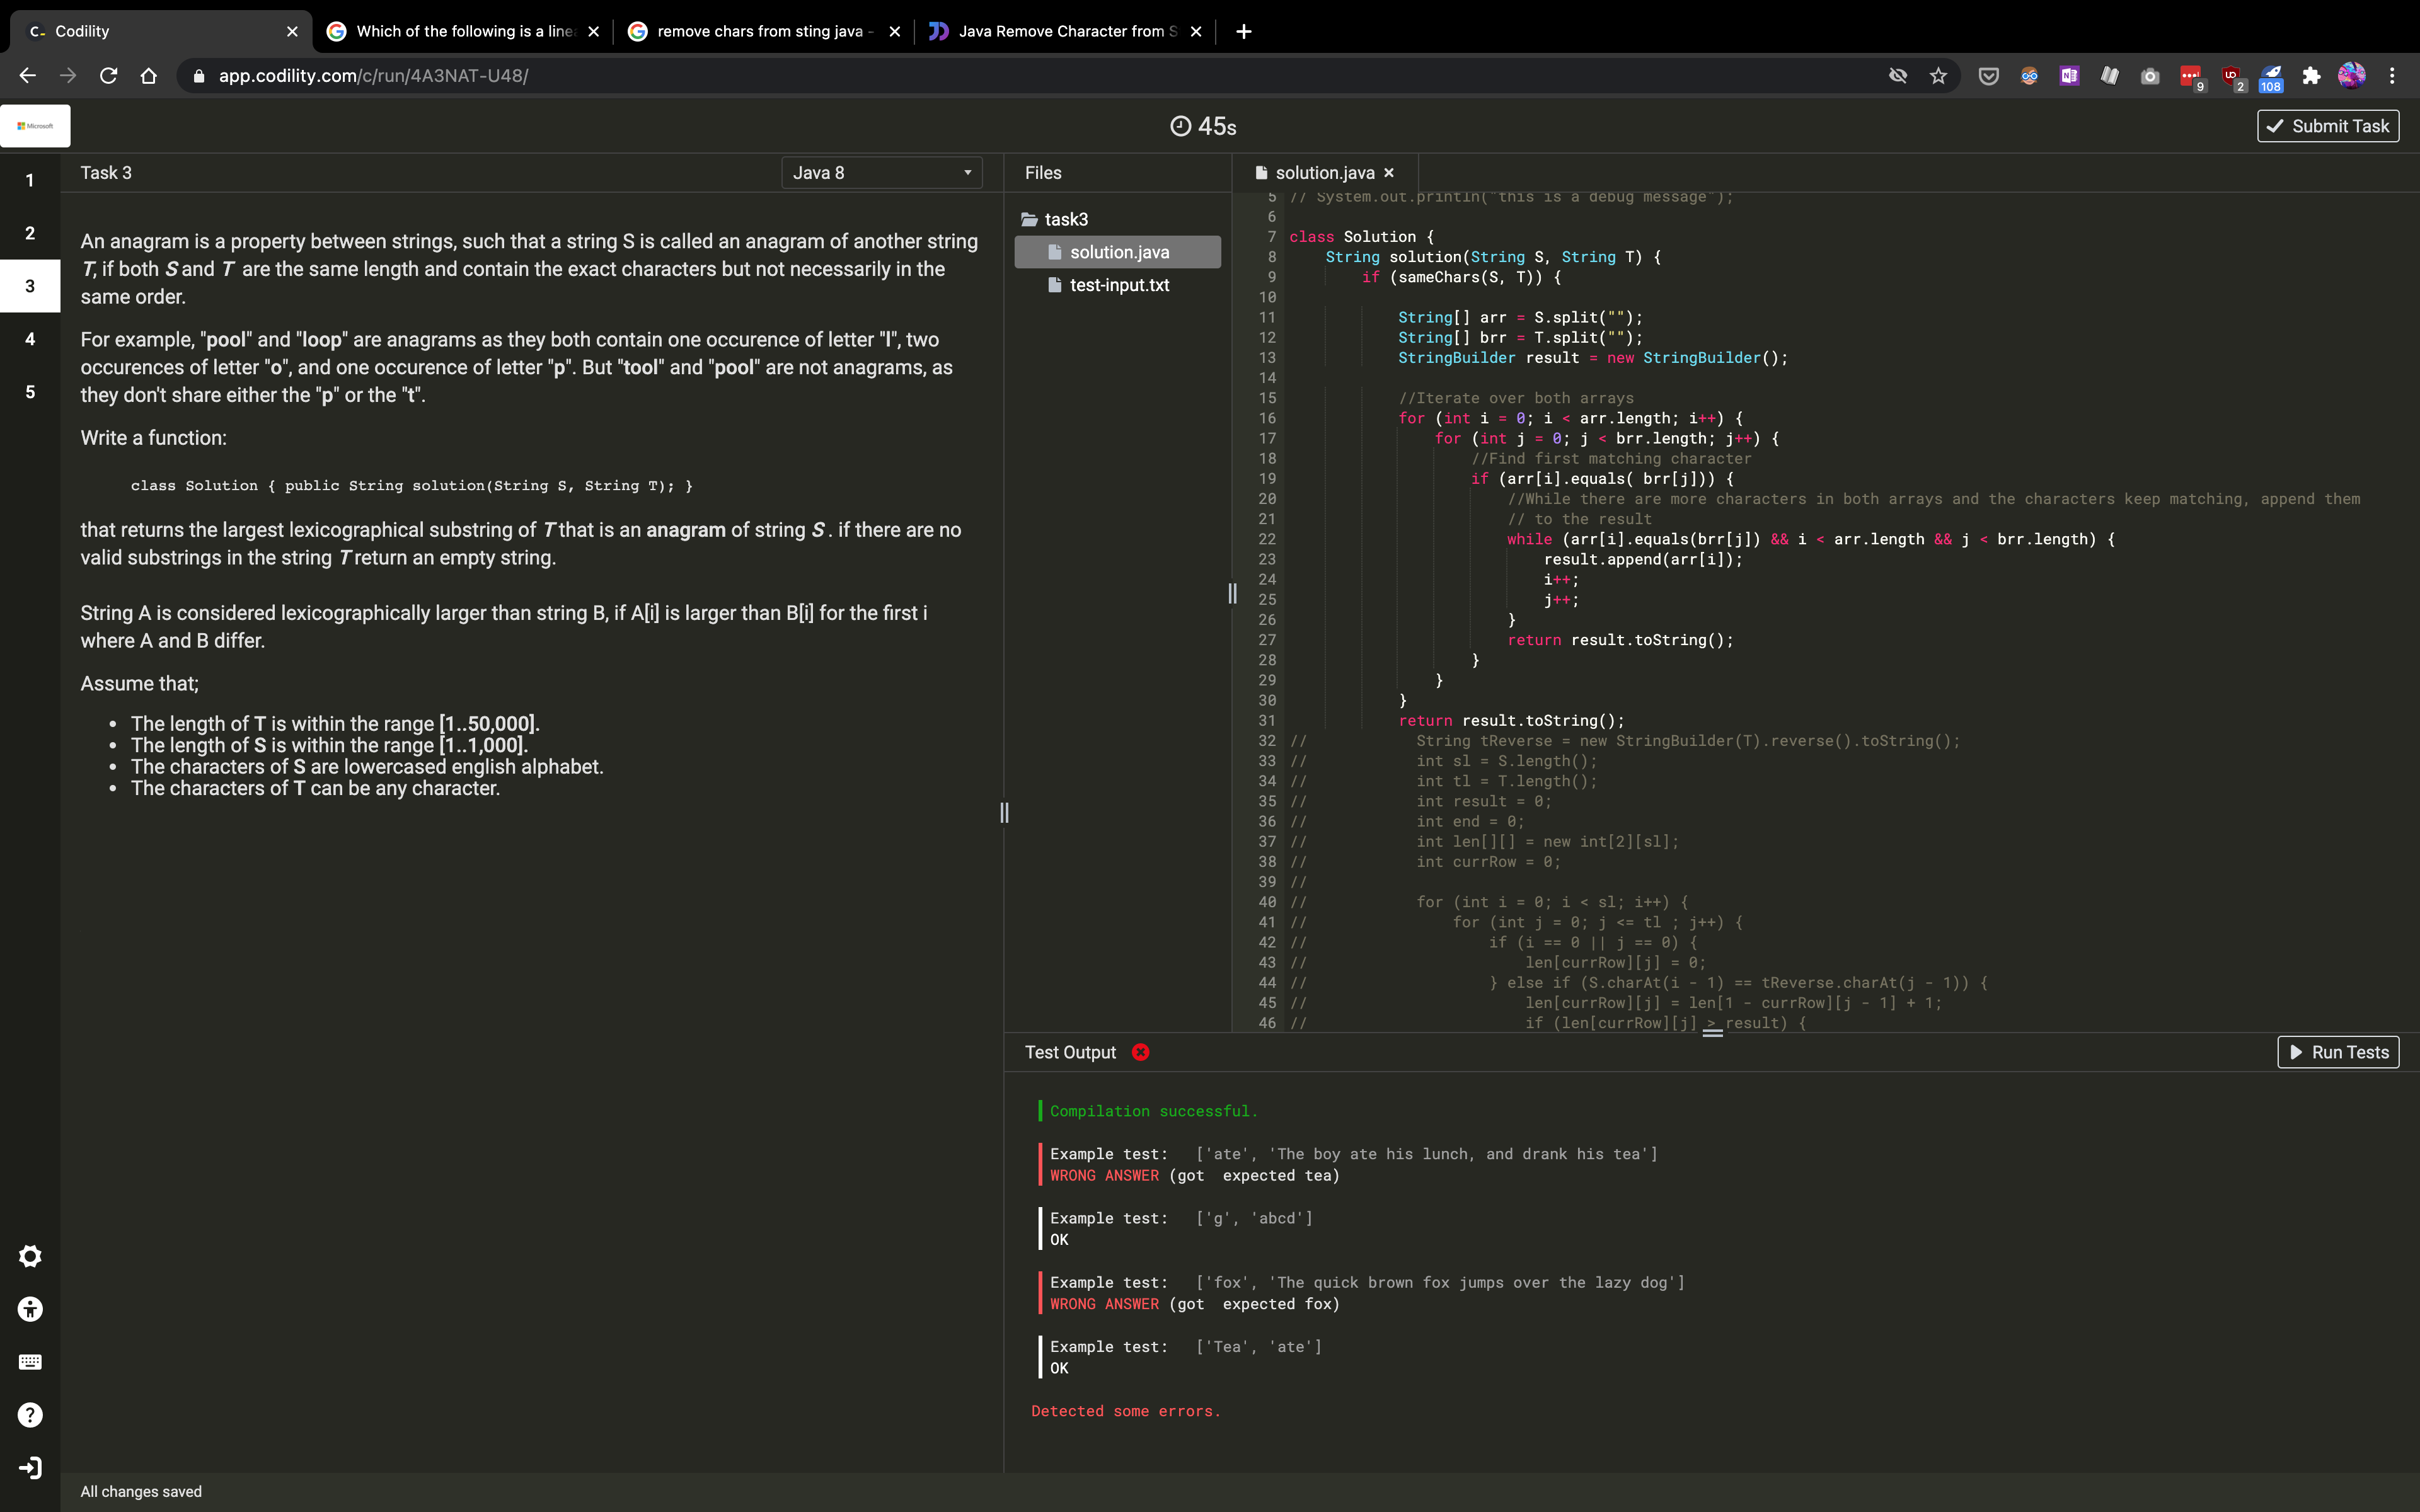 Codility
Which of the following is a line
remove chars from sting java -
Java Remove Character from S
app.codility.com/c/run/4A3NAT-U48/
9
2
108
Microsoft
45s
Submit Task
1
2
3
4
5
Task 3
Java 8
An anagram is a property between strings, such that a string S is called an anagram of another string
T, if both S and T are the same length and contain the exact characters but not necessarily in the
same order.
For example, "pool" and "loop" are anagrams as they both contain one occurence of letter "l", two
occurences of letter "o", and one occurence of letter "p". But "tool" and "pool" are not anagrams, as
they don't share either the "p" or the "t".
Write a function:
class Solution { public String solution(String S, String T); }
that returns the largest lexicographical substring of T that is an anagram of string S . if there are no
valid substrings in the string T return an empty string.
String A is considered lexicographically larger than string B, if A[i] is larger than B[i] for the first i
where A and B differ.
Assume that;
• The length of T is within the range [1..50,000].
• The length of S is within the range [1..1,000].
• The characters of S are lowercased english alphabet.
• The characters of T can be any character.
All changes saved
Files
task3
solution.java
test-input.txt
solution.java
5 // System.out.println("this is a debug message");
6
7 class Solution {
8 String solution(String S, String T) {
9 if (sameChars(S, T)) {
10
11 String[] arr = S.split("");
12 String[] brr = T.split("");
13 StringBuilder result = new StringBuilder();
14
15 //Iterate over both arrays
16 for (int i = 0; i < arr.length; i++) {
17 for (int j = 0; j < brr.length; j++) {
18 //Find first matching character
19 if (arr[i].equals( brr[j])) {
20 //While there are more characters in both arrays and the characters keep matching, append them
21 // to the result
22 while (arr[i].equals(brr[j]) && i < arr.length && j < brr.length) {
23 result.append(arr[i]);
24 i++;
25 j++;
26 }
27 return result.toString();
28 }
29 }
30 }
31 return result.toString();
32 // String tReverse = new StringBuilder(T).reverse().toString();
33 // int sl = S.length();
34 // int tl = T.length();
35 // int result = 0;
36 // int end = 0;
37 // int len[][] = new int[2][sl];
38 // int currRow = 0;
39 //
40 // for (int i = 0; i < sl; i++) {
41 // for (int j = 0; j <= tl ; j++) {
42 // if (i == 0 || j == 0) {
43 // len[currRow][j] = 0;
44 // } else if (S.charAt(i - 1) == tReverse.charAt(j - 1)) {
45 // len[currRow][j] = len[1 - currRow][j - 1] + 1;
46 // if (len[currRow][j] > result) {
Test Output
Run Tests
Compilation successful.
Example test: ['ate', 'The boy ate his lunch, and drank his tea']
WRONG ANSWER (got  expected tea)
Example test: ['g', 'abcd']
OK
Example test: ['fox', 'The quick brown fox jumps over the lazy dog']
WRONG ANSWER (got  expected fox)
Example test: ['Tea', 'ate']
OK
Detected some errors.